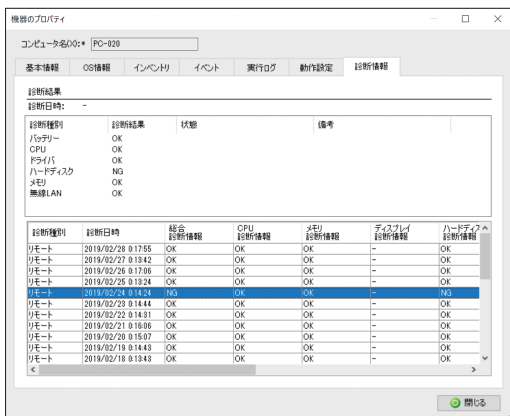 機器のプロパティ
コンピュータ名(X):* PC-020
基本情報 OS情報 インベントリ イベント 実行ログ 動作設定 診断情報
診断結果
診断日時: -
診断種別 診断結果 状態 備考
バッテリー OK
CPU OK
ドライバ OK
ハードディスク NG
メモリ OK
無線LAN OK
診断種別 診断日時 総合診断情報 CPU診断情報 メモリ診断情報 ディスプレイ診断情報 ハードディス診断情報
リモート 2019/02/28 0:17:55 OK OK OK - OK
リモート 2019/02/27 0:13:42 OK OK OK - OK
リモート 2019/02/26 0:17:06 OK OK OK - OK
リモート 2019/02/25 0:13:24 OK OK OK - OK
リモート 2019/02/24 0:14:24 NG OK OK - NG
リモート 2019/02/23 0:14:44 OK OK OK - OK
リモート 2019/02/22 0:14:31 OK OK OK - OK
リモート 2019/02/21 0:16:06 OK OK OK - OK
リモート 2019/02/20 0:15:07 OK OK OK - OK
リモート 2019/02/19 0:14:43 OK OK OK - OK
リモート 2019/02/18 0:13:43 OK OK OK - OK
閉じる